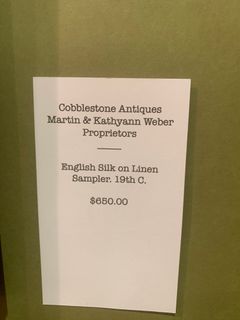 Cobblestone Antiques
Martin & Kathyann Weber
Proprietors
English Silk on Linen
Sampler. 19th C.
$650.00